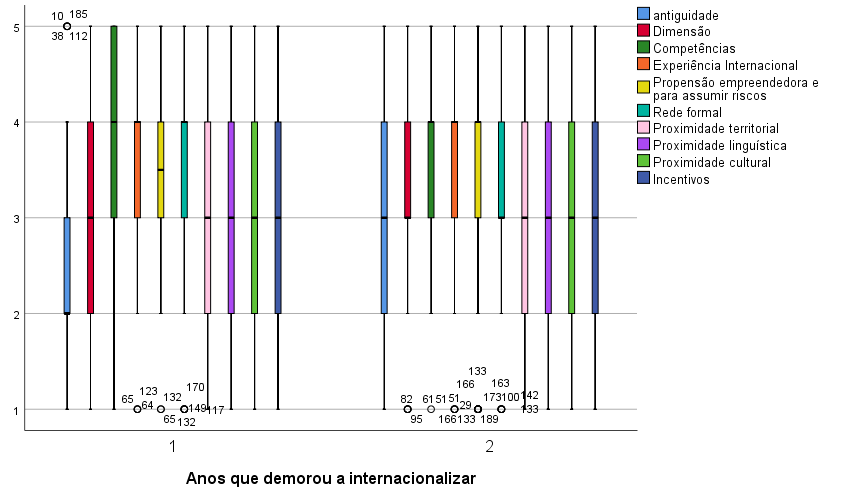 10 185
38 112
5
4
3
2
1
123
65
64
132
65
170
149
117
132
82
95
61
51
51
133
166
29
166
133
173
163
100
189
142
133
1
2
Anos que demorou a internacionalizar
antiguidade
Dimensão
Competências
Experiência Internacional
Propensão empreendedora e
para assumir riscos
Rede formal
Proximidade territorial
Proximidade linguística
Proximidade cultural
Incentivos